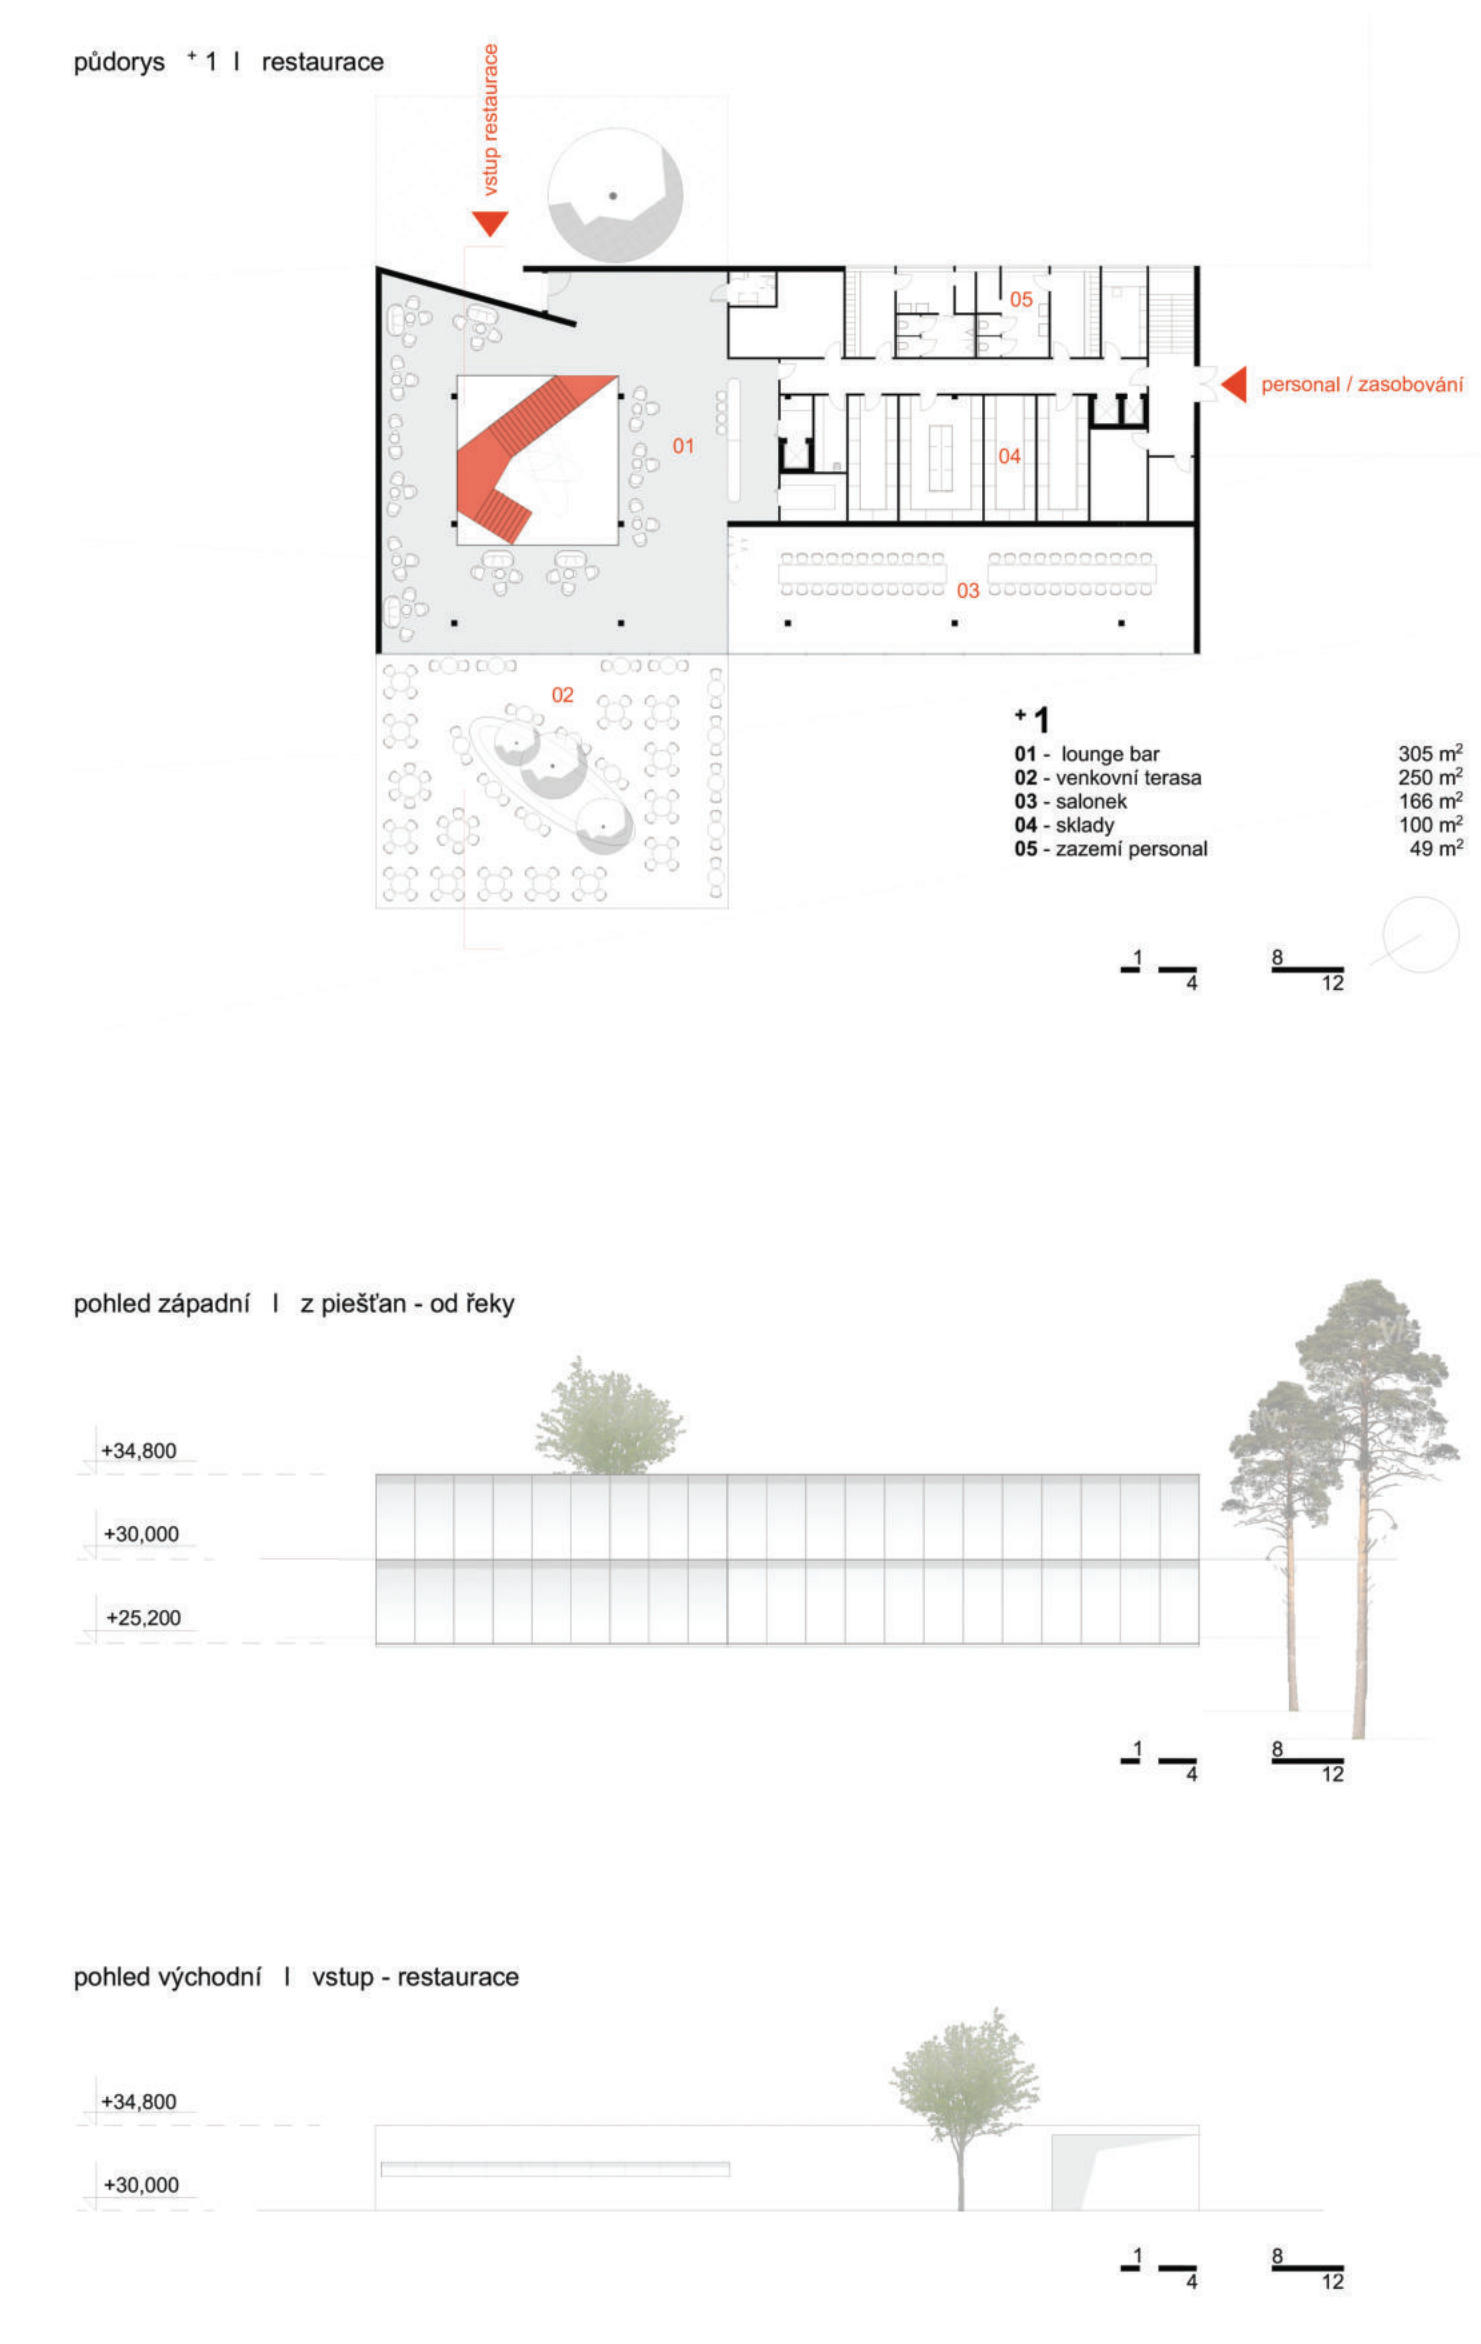 půdorys +1 | restaurace
vstup restaurace
05
personal / zasobování
01
04
03
02
+1
01 - lounge bar 305 m²
02 - venkovní terasa 250 m²
03 - salonek 166 m²
04 - sklady 100 m²
05 - zazemí personal 49 m²
1 8
4 12
pohled západní | z piešťan - od řeky
+34,800
+30,000
+25,200
1 8
4 12
pohled východní | vstup - restaurace
+34,800
+30,000
1 8
4 12